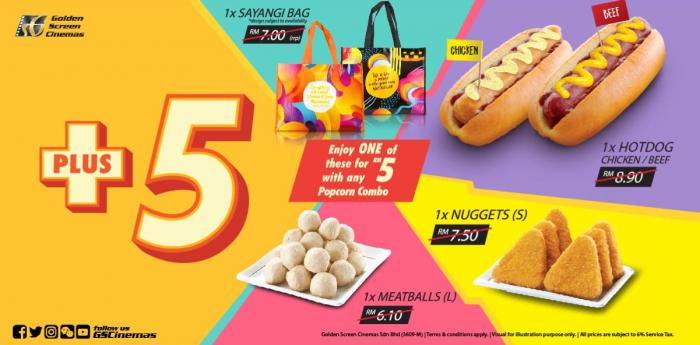 Golden
Screen
Cinemas
PLUS
5
1x SAYANGI BAG
*design subject to availability
RM 7.00 (rrp)
CHICKEN
BEEF
1x HOTDOG
CHICKEN / BEEF
RM 8.90
Enjoy ONE of
these for RM 5
with any
Popcorn Combo
1x NUGGETS (S)
RM 7.50
1x MEATBALLS (L)
RM 6.10
follow us
GSCinemas
Golden Screen Cinemas Sdn Bhd (3609-M) | Terms & conditions apply. | Visual for illustration purpose only. | All prices are subject to 6% Service Tax.